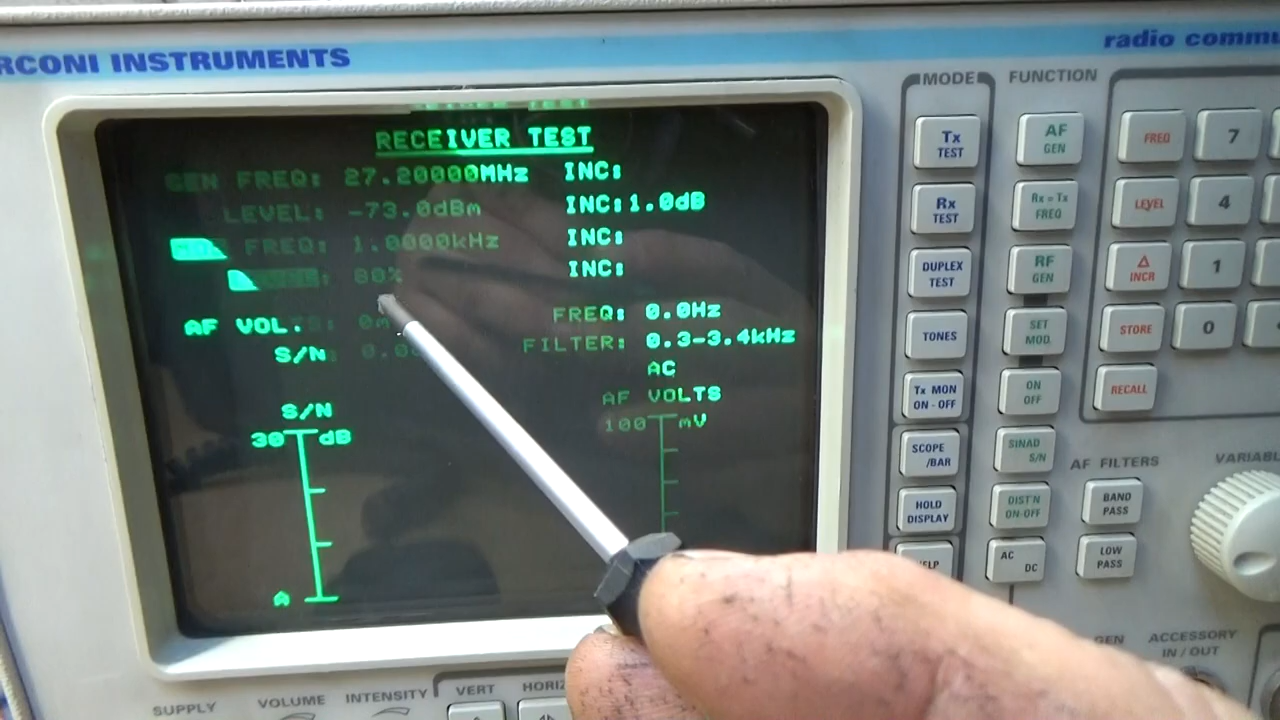 RCONI INSTRUMENTS
radio commu
RECEIVER TEST
GEN FREQ: 27.20000MHz INC:
LEVEL: -73.0dBm INC:1.0dB
FREQ: 1.0000kHz INC:
: 80% INC:
AF VOL. FREQ: 0.0Hz
S/N FILTER: 0.3-3.4kHz
AC
S/N
AF VOLTS
30 dB
100 mV
A
MODE
FUNCTION
Tx TEST
AF GEN
FREQ
7
Rx TEST
Rx = Tx FREQ
LEVEL
4
DUPLEX TEST
RF GEN
Δ INCR
1
TONES
SET MOD.
STORE
0
Tx MON ON - OFF
ON OFF
RECALL
SCOPE /BAR
SINAD S/N
AF FILTERS
VARIABL
HOLD DISPLAY
DIST'N ON-OFF
BAND PASS
AC DC
LOW PASS
GEN
ACCESSORY IN / OUT
SUPPLY
VOLUME
INTENSITY
VERT
HORIZ